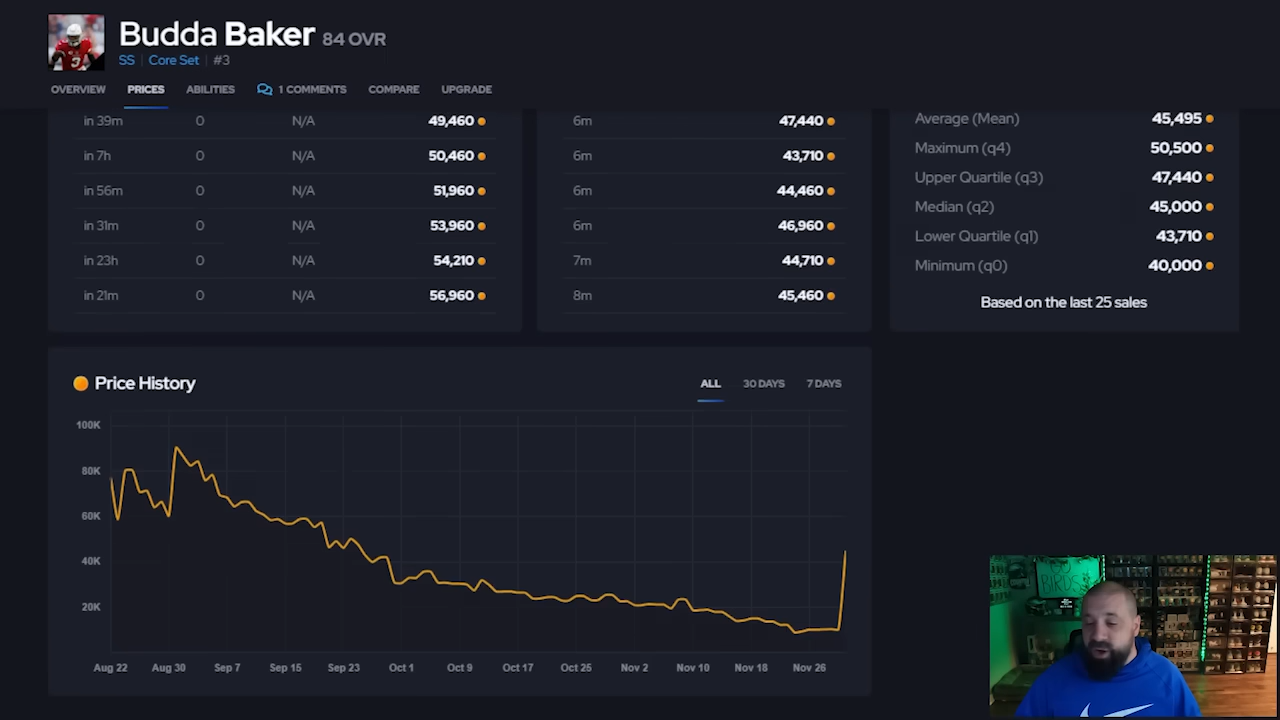 Budda Baker 84 OVR
SS Core Set #3
OVERVIEW PRICES ABILITIES 1 COMMENTS COMPARE UPGRADE
in 39m 0 N/A 49,460
in 7h 0 N/A 50,460
in 56m 0 N/A 51,960
in 31m 0 N/A 53,960
in 23h 0 N/A 54,210
in 21m 0 N/A 56,960
6m 47,440
6m 43,710
6m 44,460
6m 46,960
7m 44,710
8m 45,460
Average (Mean) 45,495
Maximum (q4) 50,500
Upper Quartile (q3) 47,440
Median (q2) 45,000
Lower Quartile (q1) 43,710
Minimum (q0) 40,000
Based on the last 25 sales
Price History
ALL 30 DAYS 7 DAYS
100K
80K
60K
40K
20K
Aug 22 Aug 30 Sep 7 Sep 15 Sep 23 Oct 1 Oct 9 Oct 17 Oct 25 Nov 2 Nov 10 Nov 18 Nov 26
BIRDS